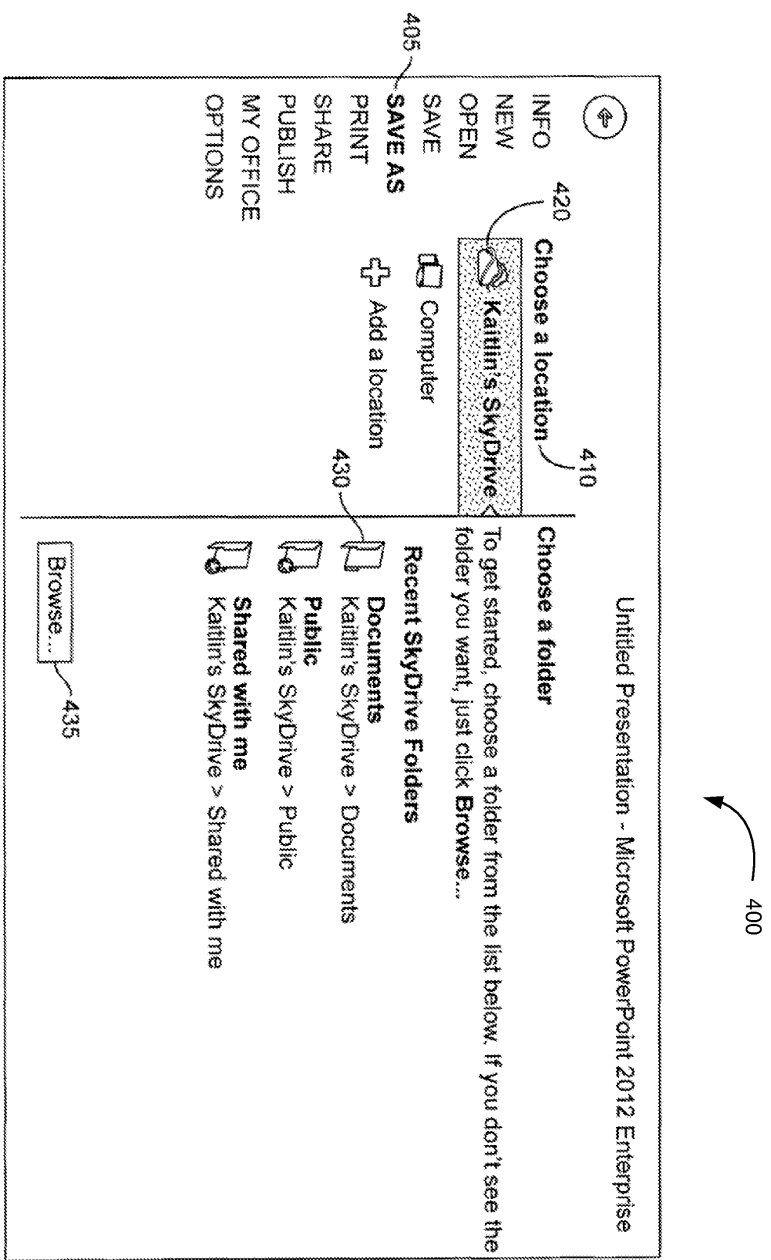 400
Untitled Presentation - Microsoft PowerPoint 2012 Enterprise
405
INFO
NEW
OPEN
SAVE
SAVE AS
PRINT
SHARE
PUBLISH
MY OFFICE
OPTIONS
Choose a location
410
420
Kaitlin's SkyDrive
Computer
Add a location
Choose a folder
To get started, choose a folder from the list below. If you don't see the
folder you want, just click Browse...
Recent SkyDrive Folders
430
Documents
Kaitlin's SkyDrive > Documents
Public
Kaitlin's SkyDrive > Public
Shared with me
Kaitlin's SkyDrive > Shared with me
Browse...
435